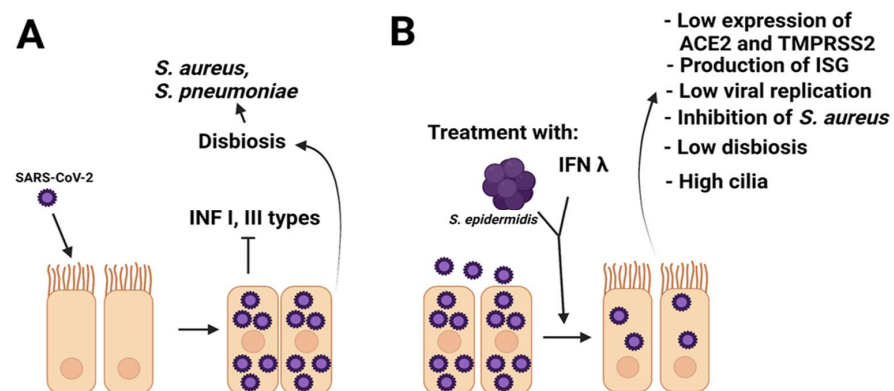 A
S. aureus,
S. pneumoniae
Disbiosis
SARS-CoV-2
INF I, III types
B
Treatment with:
IFN λ
S. epidermidis
- Low expression of
ACE2 and TMPRSS2
- Production of ISG
- Low viral replication
- Inhibition of S. aureus
- Low disbiosis
- High cilia